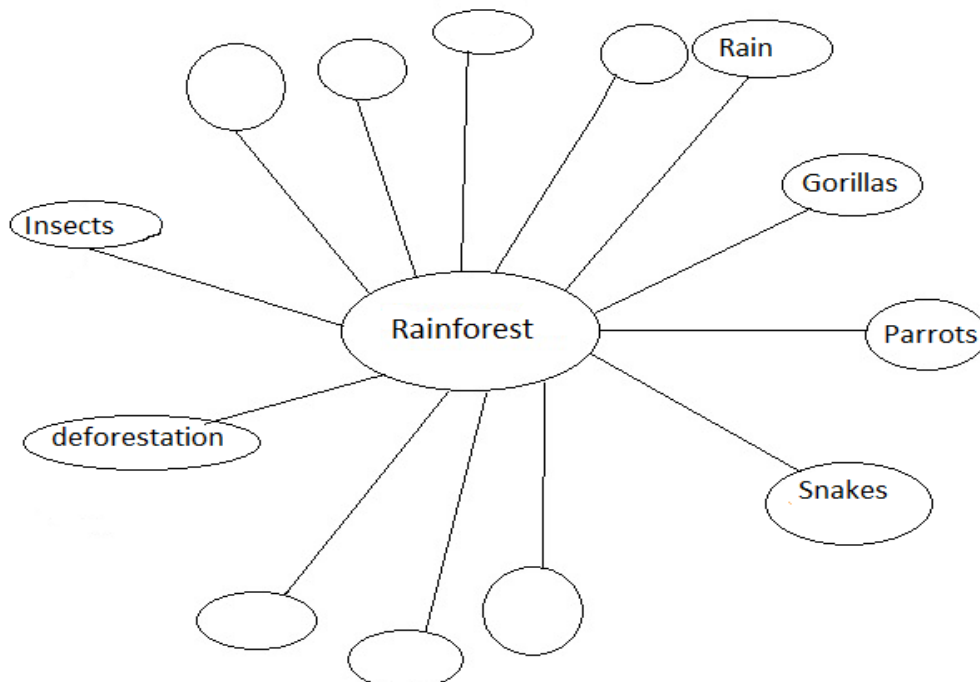 Rain
Gorillas
Insects
Rainforest
Parrots
deforestation
Snakes